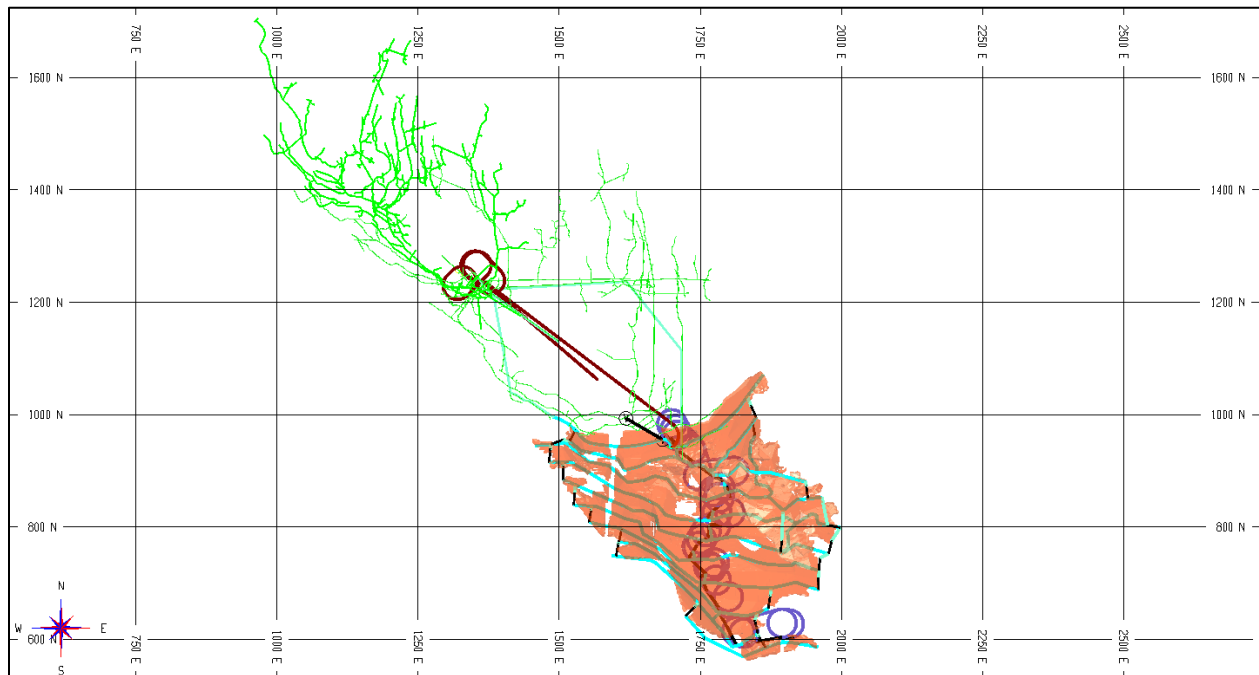 750 E
1000 E
1250 E
1500 E
1750 E
2000 E
2250 E
2500 E
1600 N
1600 N
1400 N
1400 N
1200 N
1200 N
1000 N
1000 N
800 N
800 N
600 N
600 N
N
W
E
S
750 E
1000 E
1250 E
1500 E
1750 E
2000 E
2250 E
2500 E